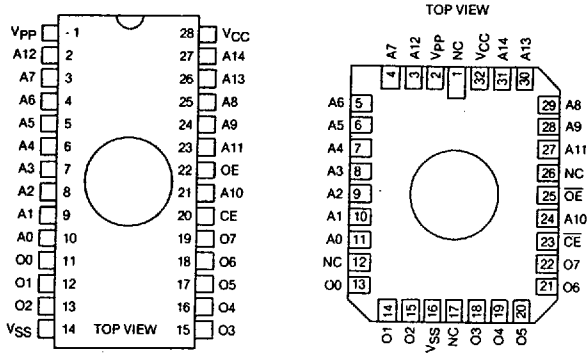 VPP - 1 28 VCC
A12 2 27 A14
A7 3 26 A13
A6 4 25 A8
A5 5 24 A9
A4 6 23 A11
A3 7 22 OE
A2 8 21 A10
A1 9 20 CE
A0 10 19 O7
O0 11 18 O6
O1 12 17 O5
O2 13 16 O4
VSS 14 TOP VIEW 15 O3
TOP VIEW
A7 A12 VPP NC VCC A14 A13
4 3 2 1 32 31 30
A6 5 29 A8
A5 6 28 A9
A4 7 27 A11
A3 8 26 NC
A2 9 25 OE
A1 10 24 A10
A0 11 23 CE
NC 12 22 O7
O0 13 21 O6
14 15 16 17 18 19 20
O1 O2 VSS NC O3 O4 O5